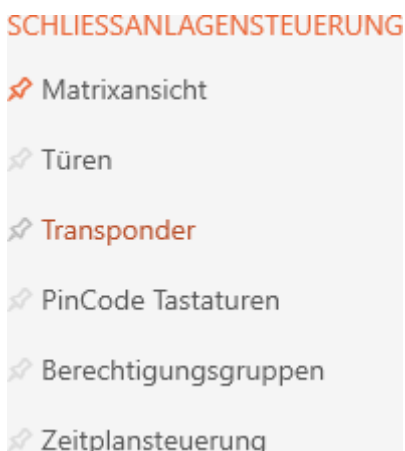 SCHLIESSANLAGENSTEUERUNG
Matrixansicht
Türen
Transponder
PinCode Tastaturen
Berechtigungsgruppen
Zeitplansteuerung